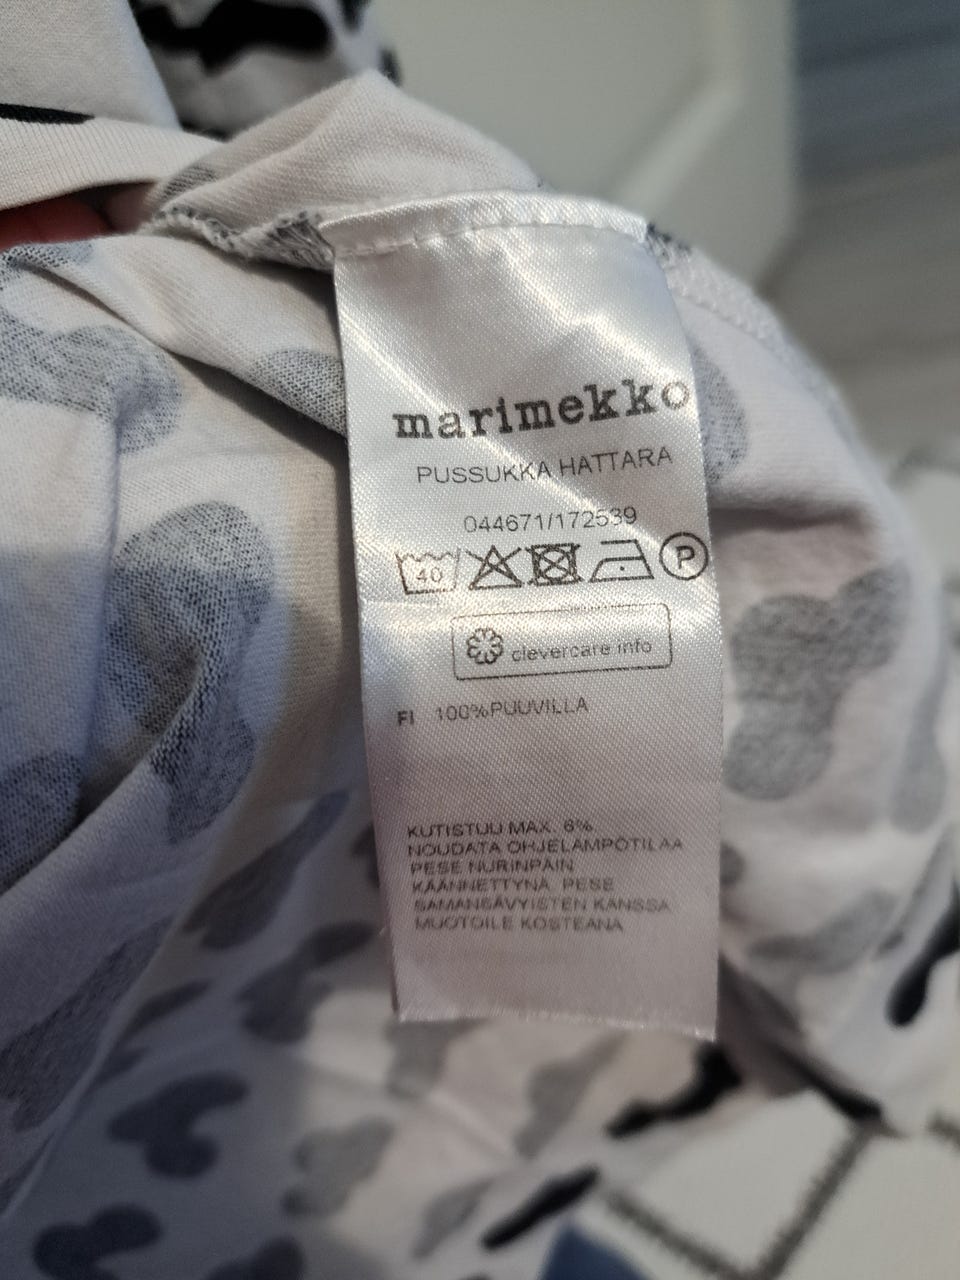 marimekko
PUSSUKKA HATTARA
044671/172539
40 P
clevercare info
FI 100%PUUVILLA
KUTISTUU MAX. 6%
NOUDATA OHJELÄMPÖTILAA
PESE NURINPÄIN
KÄÄNNETTYNÄ. PESE
SAMANSÄVYISTEN KANSSA
MUOTOILE KOSTEANA